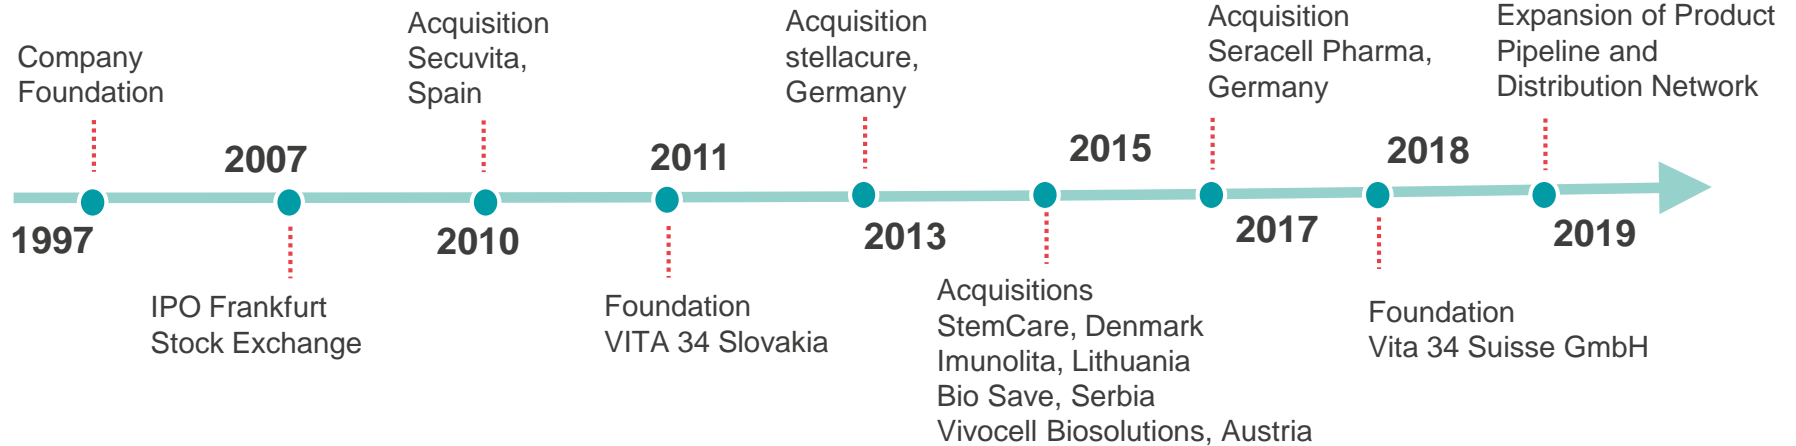 Company
Foundation
1997
2007
IPO Frankfurt
Stock Exchange
Acquisition
Secuvita,
Spain
2010
2011
Foundation
VITA 34 Slovakia
Acquisition
stellacure,
Germany
2013
2015
Acquisitions
StemCare, Denmark
Imunolita, Lithuania
Bio Save, Serbia
Vivocell Biosolutions, Austria
Acquisition
Seracell Pharma,
Germany
2017
2018
Foundation
Vita 34 Suisse GmbH
Expansion of Product
Pipeline and
Distribution Network
2019